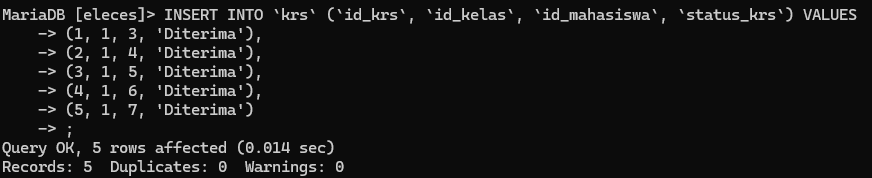 MariaDB [eleces]> INSERT INTO `krs` (`id_krs`, `id_kelas`, `id_mahasiswa`, `status_krs`) VALUES
    -> (1, 1, 3, 'Diterima'),
    -> (2, 1, 4, 'Diterima'),
    -> (3, 1, 5, 'Diterima'),
    -> (4, 1, 6, 'Diterima'),
    -> (5, 1, 7, 'Diterima')
    -> ;
Query OK, 5 rows affected (0.014 sec)
Records: 5  Duplicates: 0  Warnings: 0